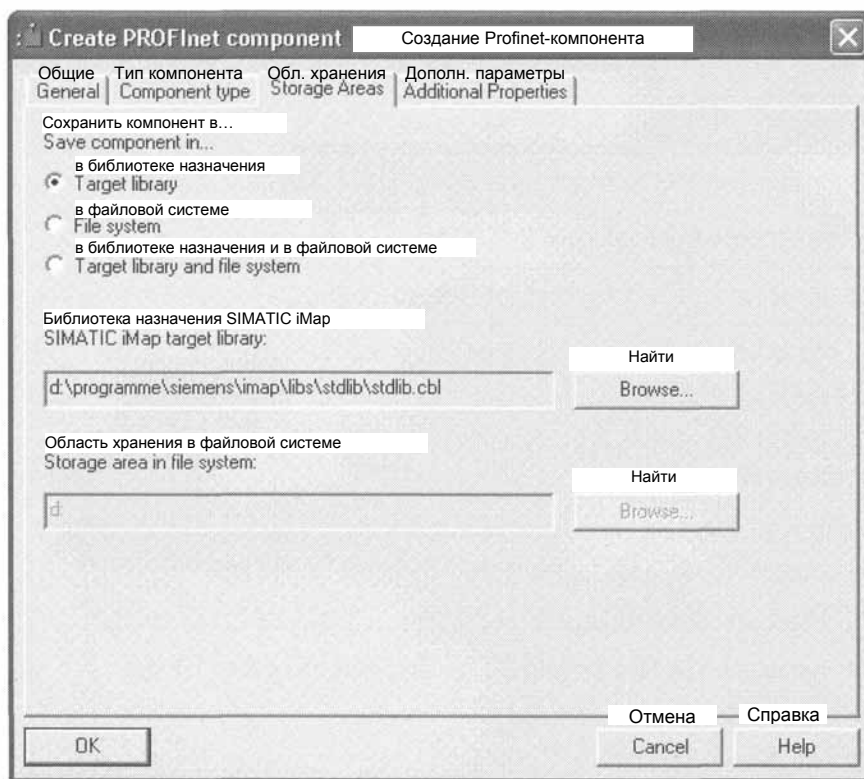 Create PROFInet component Создание Profinet-компонента
Общие Тип компонента Обл. хранения Дополн. параметры
General Component type Storage Areas Additional Properties
Сохранить компонент в…
Save component in...
в библиотеке назначения
Target library
в файловой системе
File system
в библиотеке назначения и в файловой системе
Target library and file system
Библиотека назначения SIMATIC iMap
SIMATIC iMap target library:
Найти
d:\programme\siemens\imap\libs\stdlib\stdlib.cbl Browse...
Область хранения в файловой системе
Storage area in file system:
Найти
d: Browse...
Отмена Справка
OK Cancel Help